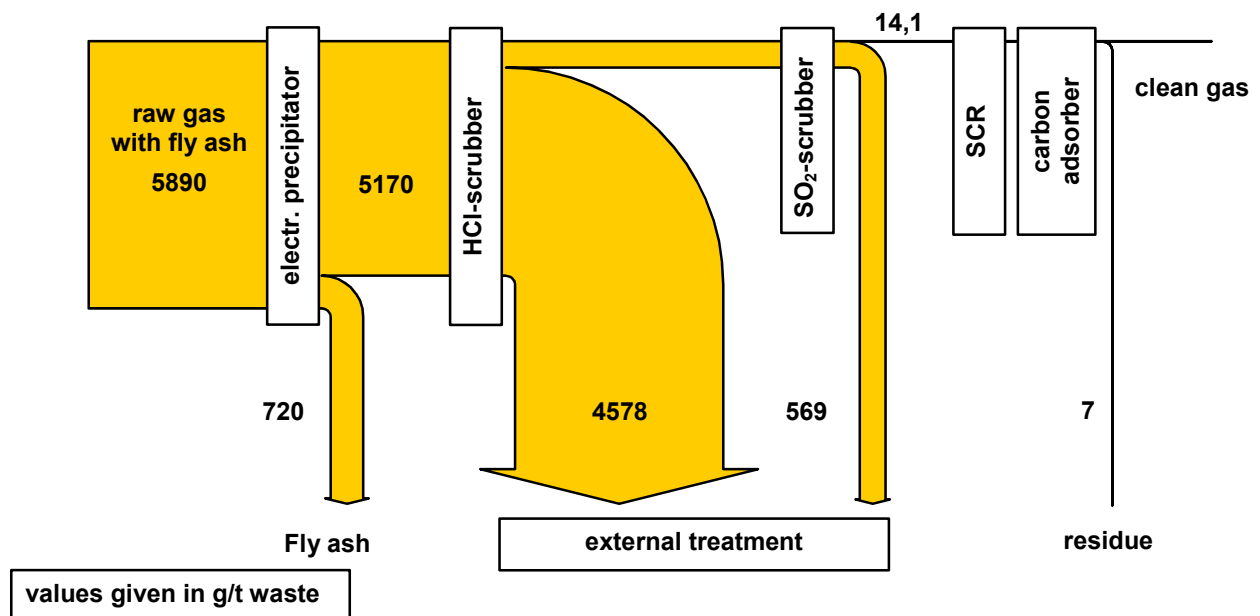 14,1
raw gas
with fly ash
5890
electr. precipitator
5170
HCl-scrubber
SO₂-scrubber
SCR
carbon
adsorber
clean gas
720
4578
569
7
Fly ash
external treatment
residue
values given in g/t waste